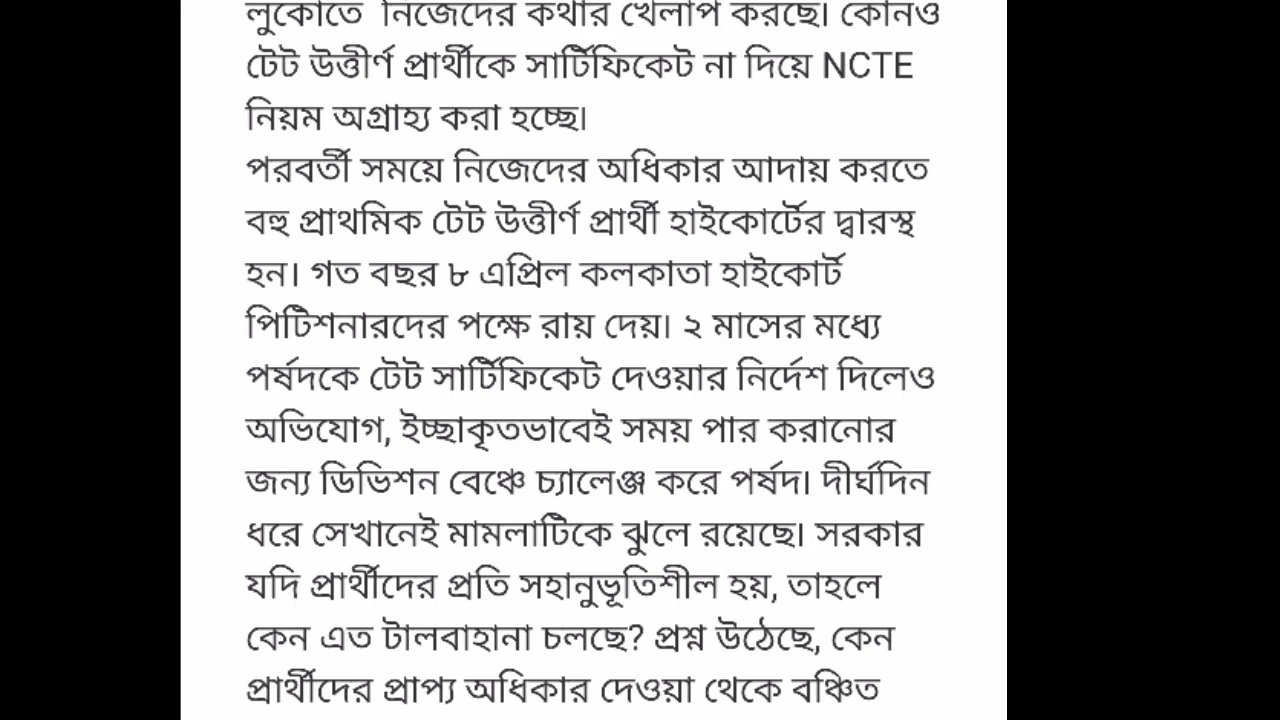 লুকোতে নিজেদের কথার খেলাপ করছে। কোনও
টেট উত্তীর্ণ প্রার্থীকে সার্টিফিকেট না দিয়ে NCTE
নিয়ম অগ্রাহ্য করা হচ্ছে।
পরবর্তী সময়ে নিজেদের অধিকার আদায় করতে
বহু প্রাথমিক টেট উত্তীর্ণ প্রার্থী হাইকোর্টের দ্বারস্থ
হন। গত বছর ৮ এপ্রিল কলকাতা হাইকোর্ট
পিটিশনারদের পক্ষে রায় দেয়। ২ মাসের মধ্যে
পর্ষদকে টেট সার্টিফিকেট দেওয়ার নির্দেশ দিলেও
অভিযোগ, ইচ্ছাকৃতভাবেই সময় পার করানোর
জন্য ডিভিশন বেঞ্চে চ্যালেঞ্জ করে পর্ষদ। দীর্ঘদিন
ধরে সেখানেই মামলাটিকে ঝুলে রয়েছে। সরকার
যদি প্রার্থীদের প্রতি সহানুভূতিশীল হয়, তাহলে
কেন এত টালবাহানা চলছে? প্রশ্ন উঠেছে, কেন
প্রার্থীদের প্রাপ্য অধিকার দেওয়া থেকে বঞ্চিত